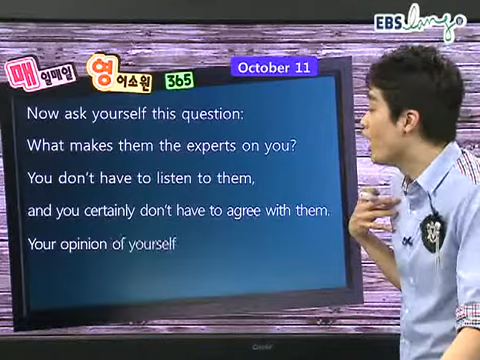 EBSlang
매일매일 영어소원 365
October 11
Now ask yourself this question:
What makes them the experts on you?
You don't have to listen to them,
and you certainly don't have to agree with them.
Your opinion of yourself